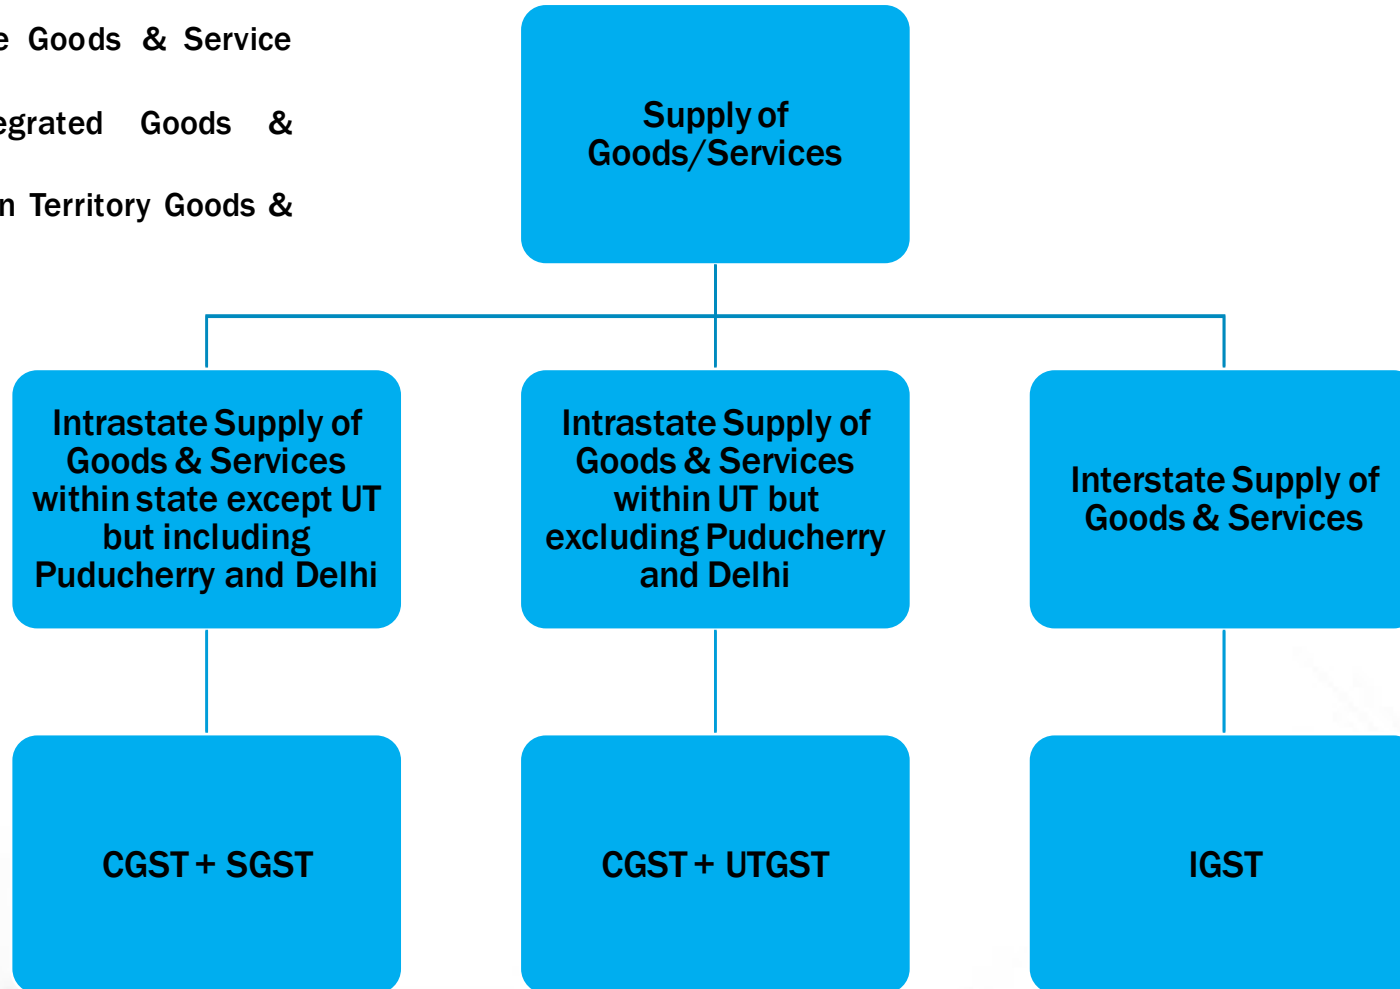 Goods & Service
Goods &
Territory Goods &
Supply of
Goods/Services
Intrastate Supply of
Goods & Services
within state except UT
but including
Puducherry and Delhi
Intrastate Supply of
Goods & Services
within UT but
excluding Puducherry
and Delhi
Interstate Supply of
Goods & Services
CGST + SGST
CGST + UTGST
IGST